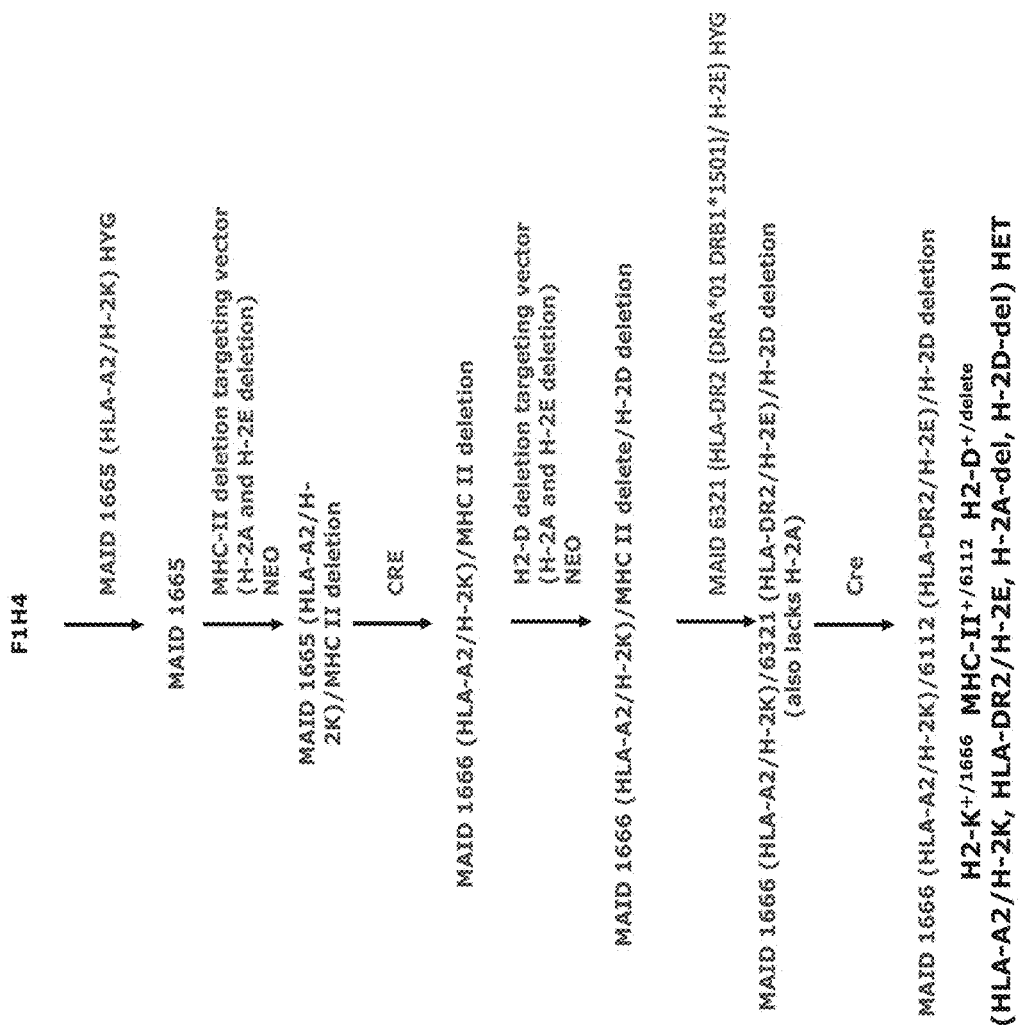 F1H4
MAID 1665 (HLA-A2/H-2K) HYG
MAID 1665
MHC-II deletion targeting vector
(H-2A and H-2E deletion)
NEO
MAID 1665 (HLA-A2/H-
2K)/MHC II deletion
CRE
MAID 1666 (HLA-A2/H-2K)/MHC II deletion
H2-D deletion targeting vector
(H-2A and H-2E deletion)
NEO
MAID 1666 (HLA-A2/H-2K)/MHC II delete/H-2D deletion
MAID 6321 [HLA-DR2 (DRA*01 DRB1*1501)/ H-2E] HYG
MAID 1666 (HLA-A2/H-2K)/6321 (HLA-DR2/H-2E)/H-2D deletion
(also lacks H-2A)
Cre
MAID 1666 (HLA-A2/H-2K)/6112 (HLA-DR2/H-2E)/H-2D deletion
H2-K+/1666 MHC-II+/6112 H2-D+/delete
(HLA-A2/H-2K, HLA-DR2/H-2E, H-2A-del, H-2D-del) HET